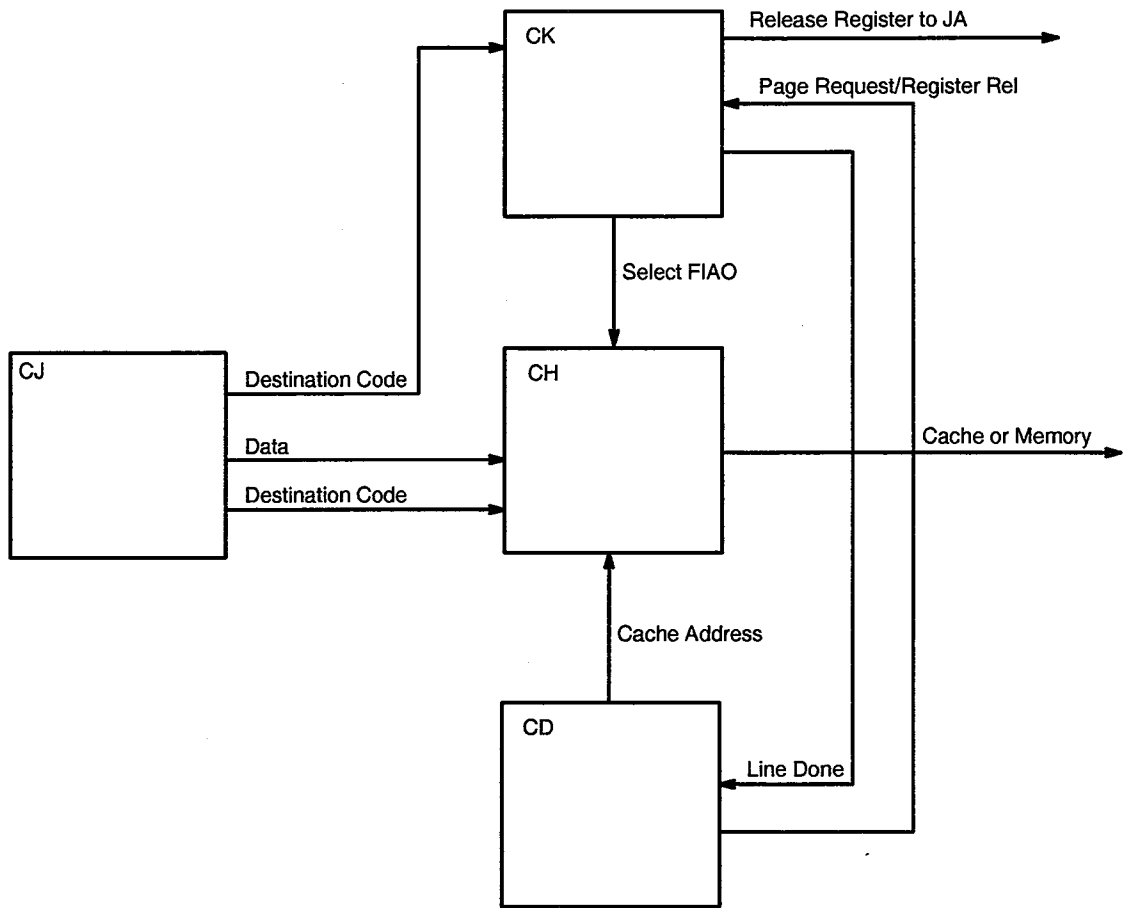 CK
Release Register to JA
Page Request/Register Rel
Select FIAO
CJ
CH
Destination Code
Data
Cache or Memory
Destination Code
Cache Address
CD
Line Done